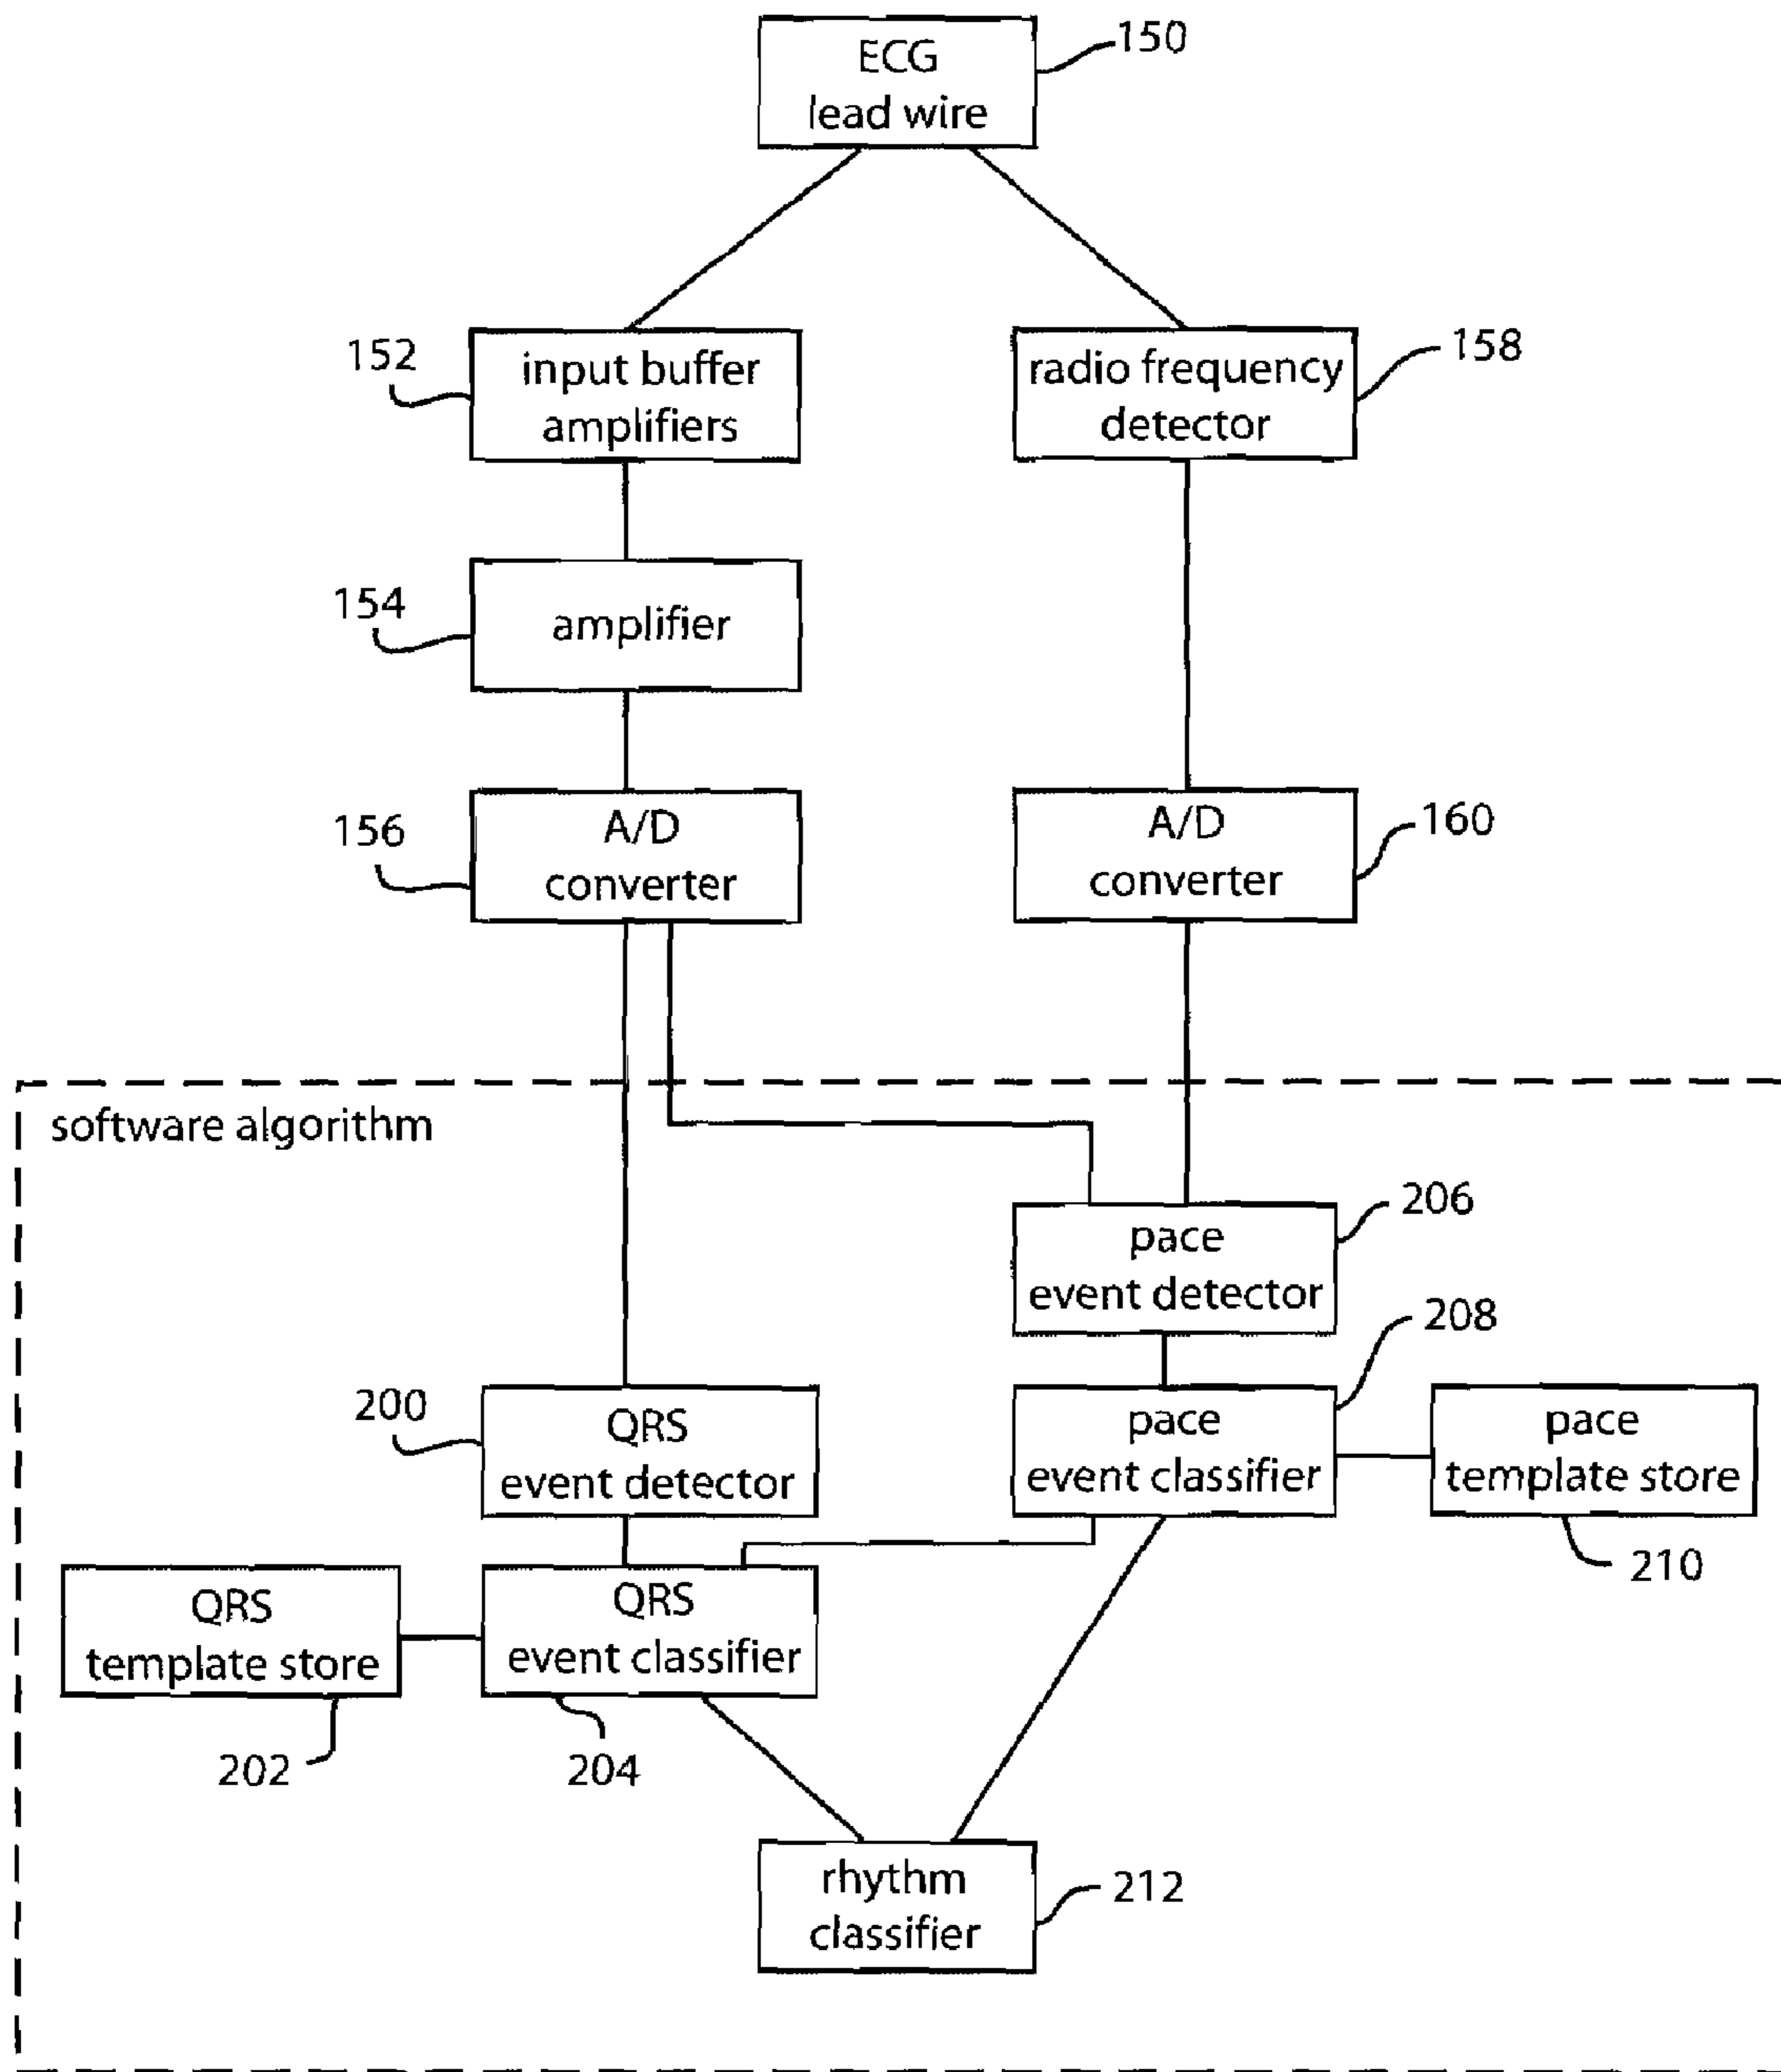 ECG
lead wire
150
152
input buffer
amplifiers
radio frequency
detector
158
154
amplifier
156
A/D
converter
A/D
converter
160
software algorithm
pace
event detector
206
208
200
QRS
event detector
pace
event classifier
pace
template store
210
QRS
template store
QRS
event classifier
202
204
rhythm
classifier
212